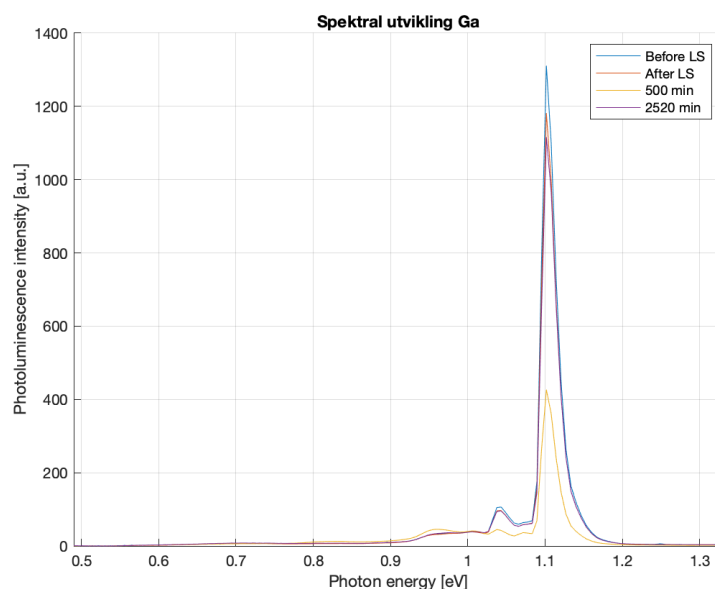 Spektral utvikling Ga
1400
1200
1000
800
600
400
200
0
Photoluminescence intensity [a.u.]
Before LS
After LS
500 min
2520 min
0.5 0.6 0.7 0.8 0.9 1.0 1.1 1.2 1.3
Photon energy [eV]